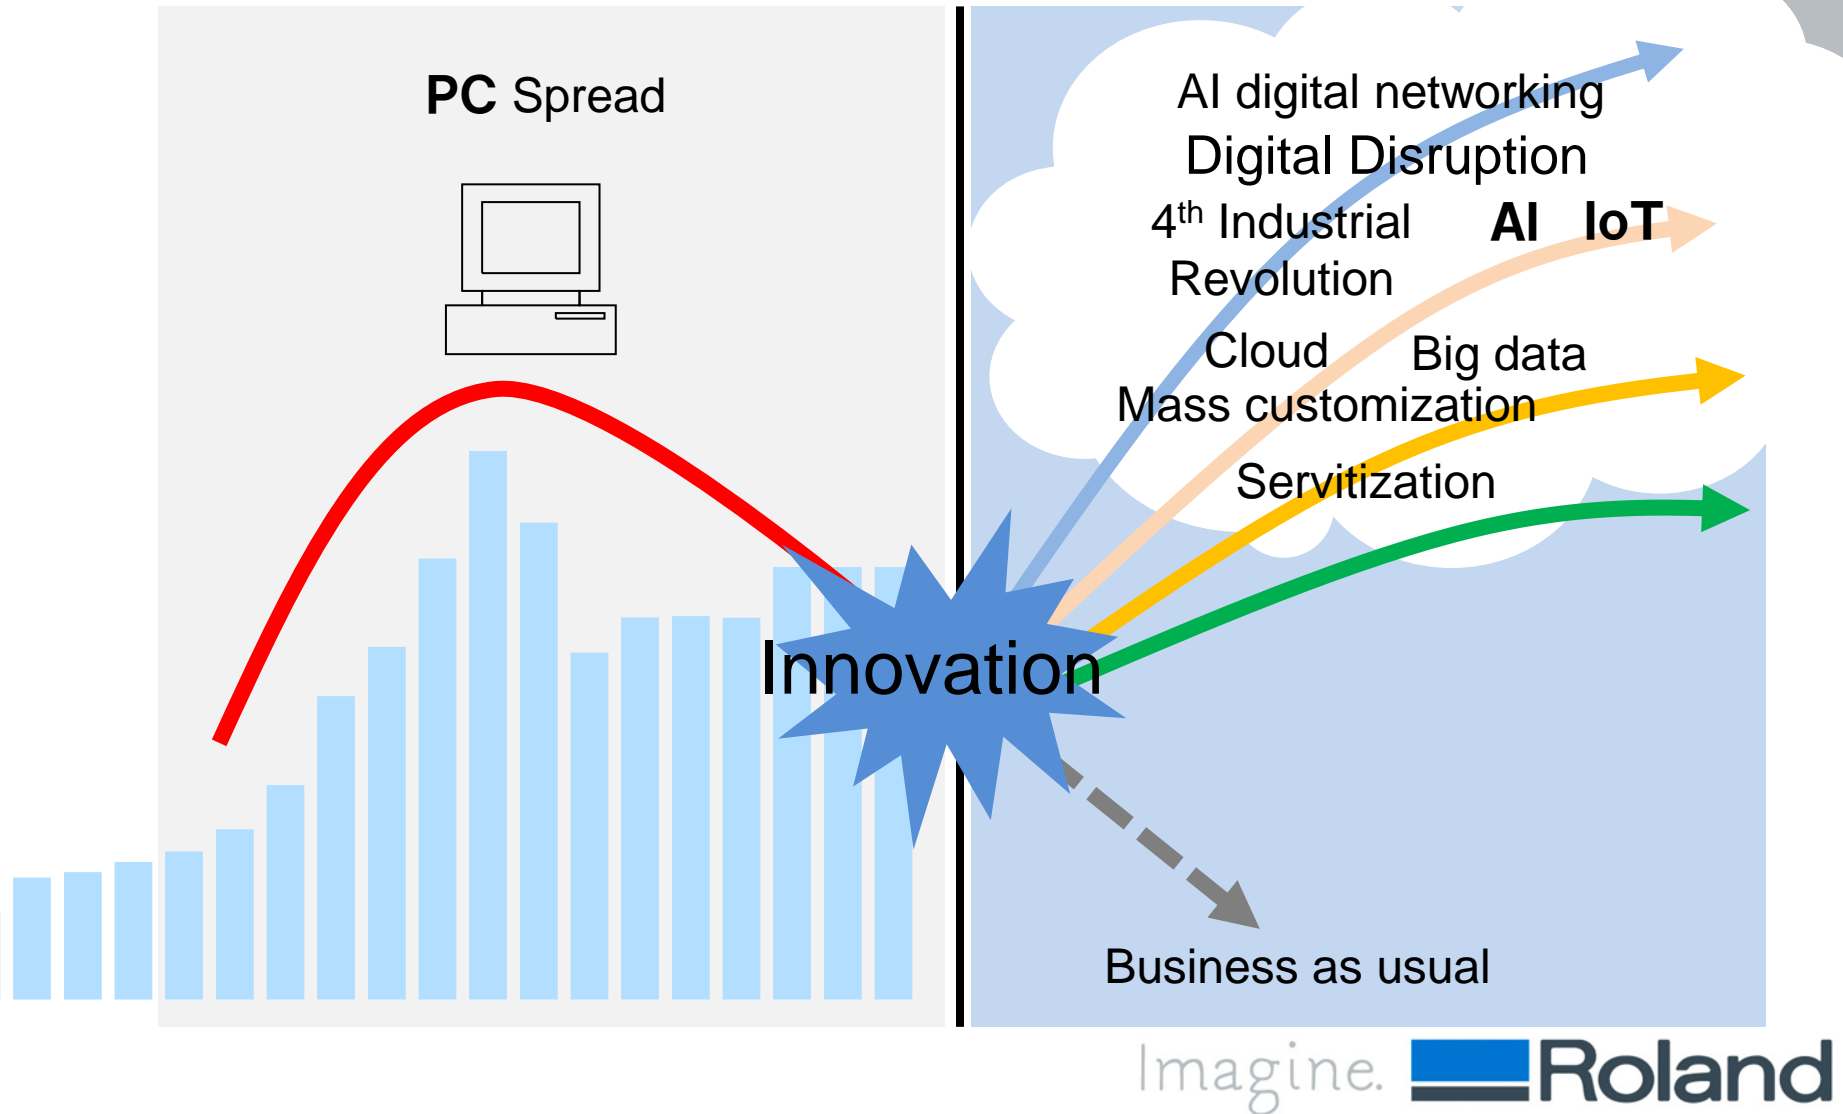 PC Spread
AI digital networking
Digital Disruption
4th Industrial AI IoT
Revolution
Cloud Big data
Mass customization
Servitization
Innovation
Business as usual
Imagine. Roland